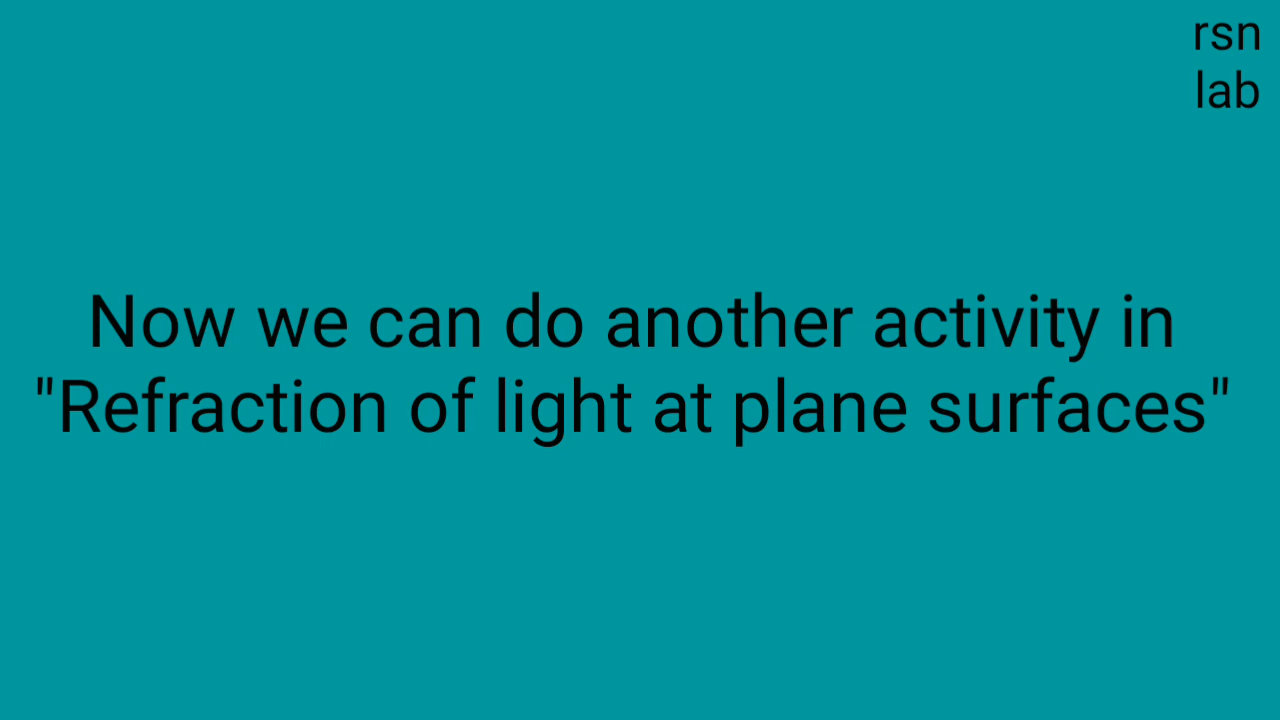 rsn
lab
Now we can do another activity in
"Refraction of light at plane surfaces"